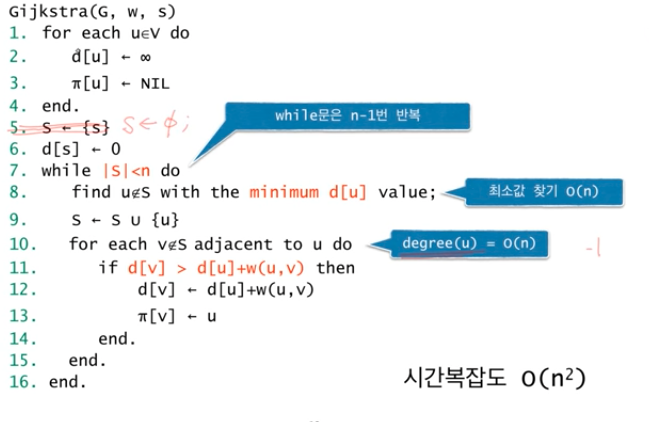 Gijkstra(G, w, s)
1. for each u∈V do
2. d[u] ← ∞
3. π[u] ← NIL
4. end.
5. S ← {s} S ← ϕ;
while문은 n-1번 반복
6. d[s] ← 0
7. while |S|<n do
8. find u∉S with the minimum d[u] value;
최소값 찾기 O(n)
9. S ← S ∪ {u}
10. for each v∉S adjacent to u do
degree(u) = O(n) -1
11. if d[v] > d[u]+w(u,v) then
12. d[v] ← d[u]+w(u,v)
13. π[v] ← u
14. end.
15. end.
16. end.
시간복잡도 O(n²)